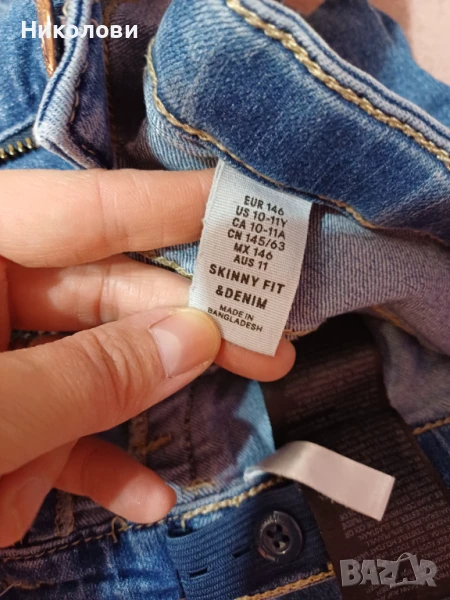 Николови
EUR 146
US 10-11Y
CA 10-11A
CN 145/63
MX 146
AUS 11
SKINNY FIT
&DENIM
MADE IN
BANGLADESH
BAZAR